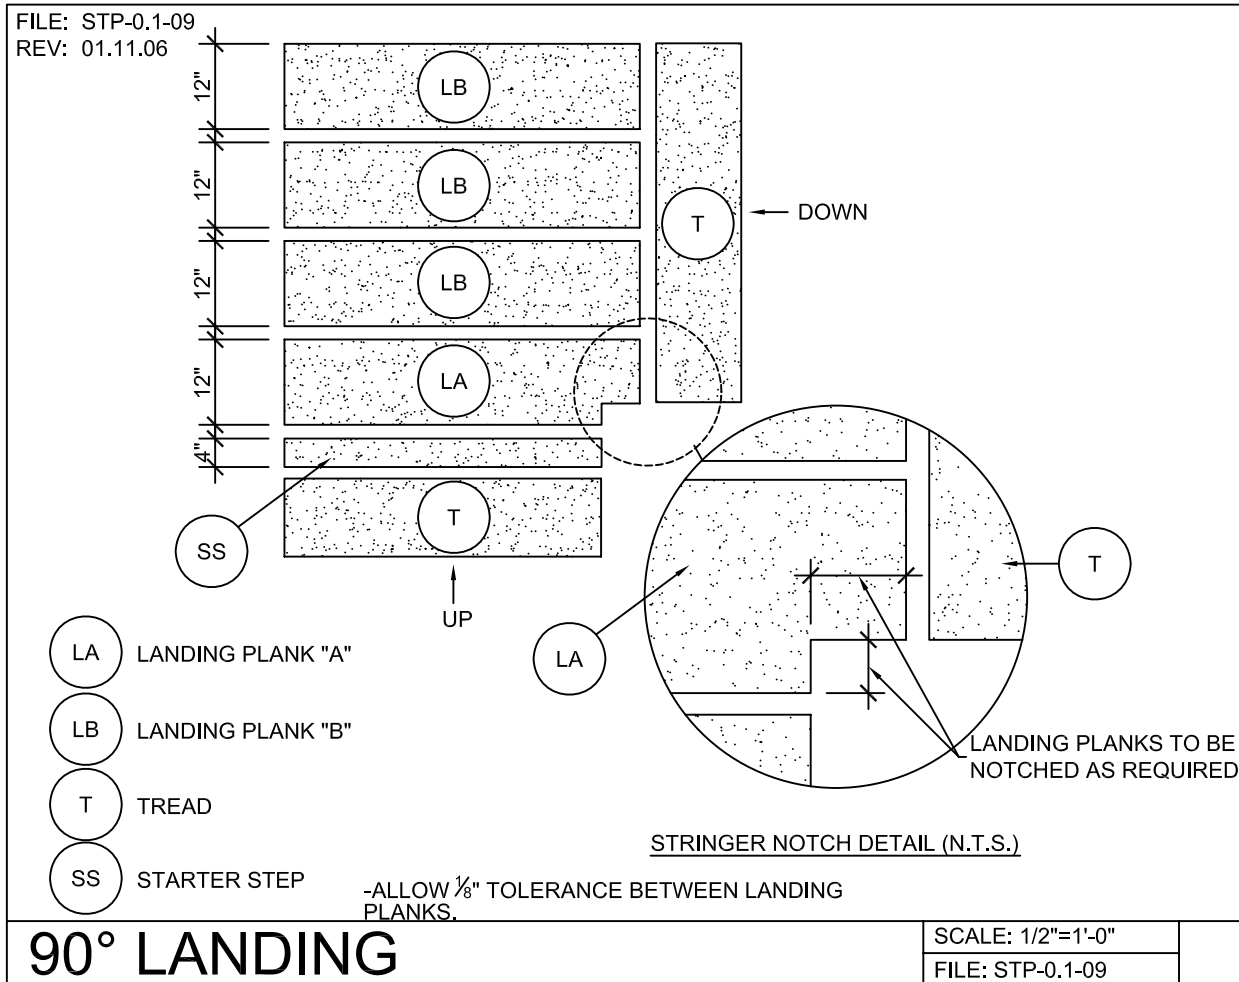 FILE: STP-0.1-09
REV: 01.11.06
12"
LB
12"
LB
T
DOWN
12"
LB
12"
LA
4"
T
SS
UP
T
LA
LA LANDING PLANK "A"
LB LANDING PLANK "B"
T TREAD
SS STARTER STEP
LANDING PLANKS TO BE
NOTCHED AS REQUIRED
STRINGER NOTCH DETAIL (N.T.S.)
-ALLOW ⅛" TOLERANCE BETWEEN LANDING
PLANKS.
90° LANDING
SCALE: 1/2"=1'-0"
FILE: STP-0.1-09